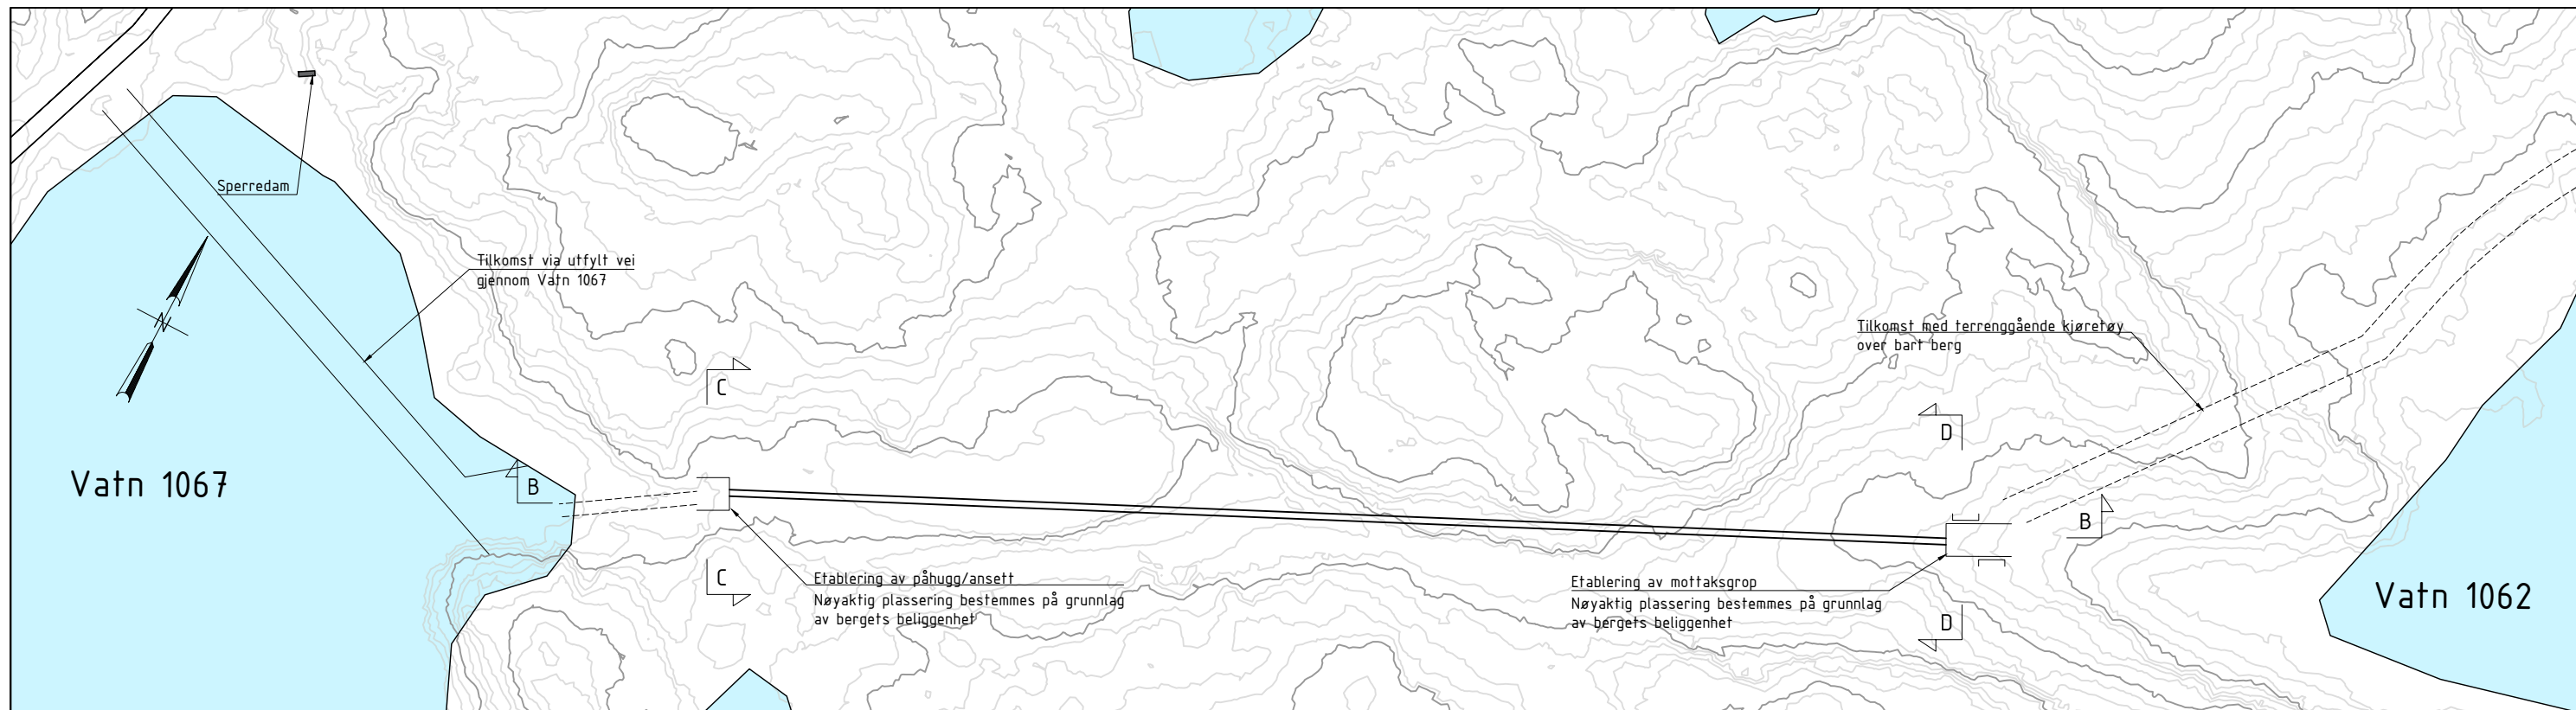 Sperredam
Tilkomst via utfylt vei
gjennom Vatn 1067
N
Tilkomst med terrenggående kjøretøy
over bart berg
C
D
Vatn 1067
B
B
C
Etablering av påhugg/ansett
Nøyaktig plassering bestemmes på grunnlag
av bergets beliggenhet
Etablering av mottaksgrop
Nøyaktig plassering bestemmes på grunnlag
av bergets beliggenhet
D
Vatn 1062